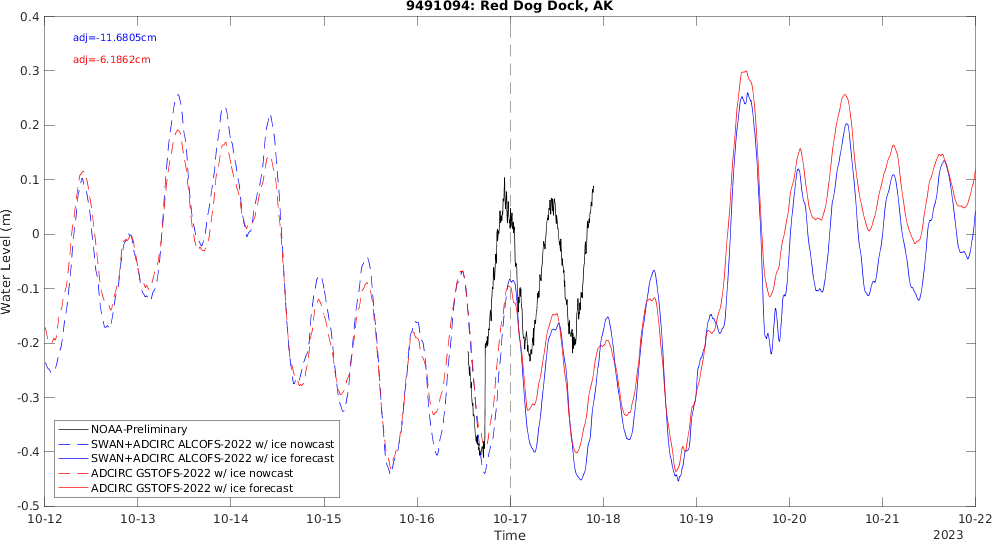 9491094: Red Dog Dock, AK
adj=-11.6805cm
adj=-6.1862cm
Water Level (m)
0.4
0.3
0.2
0.1
0
-0.1
-0.2
-0.3
-0.4
-0.5
NOAA-Preliminary
SWAN+ADCIRC ALCOFS-2022 w/ ice nowcast
SWAN+ADCIRC ALCOFS-2022 w/ ice forecast
ADCIRC GSTOFS-2022 w/ ice nowcast
ADCIRC GSTOFS-2022 w/ ice forecast
10-12 10-13 10-14 10-15 10-16 10-17 10-18 10-19 10-20 10-21 10-22
Time
2023